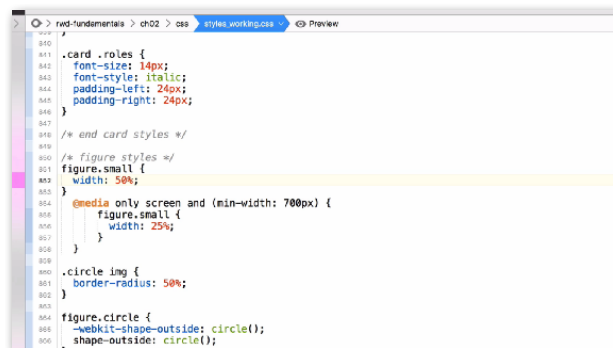 rwd-fundamentals > ch02 > css > styles_working.css Preview
839 }
840
841 .card .roles {
842 font-size: 14px;
843 font-style: italic;
844 padding-left: 24px;
845 padding-right: 24px;
846 }
847
848 /* end card styles */
849
850 /* figure styles */
851 figure.small {
852 width: 50%;
853 }
854 @media only screen and (min-width: 700px) {
855 figure.small {
856 width: 25%;
857 }
858 }
859
860 .circle img {
861 border-radius: 50%;
862 }
863
864 figure.circle {
865 -webkit-shape-outside: circle();
866 shape-outside: circle();